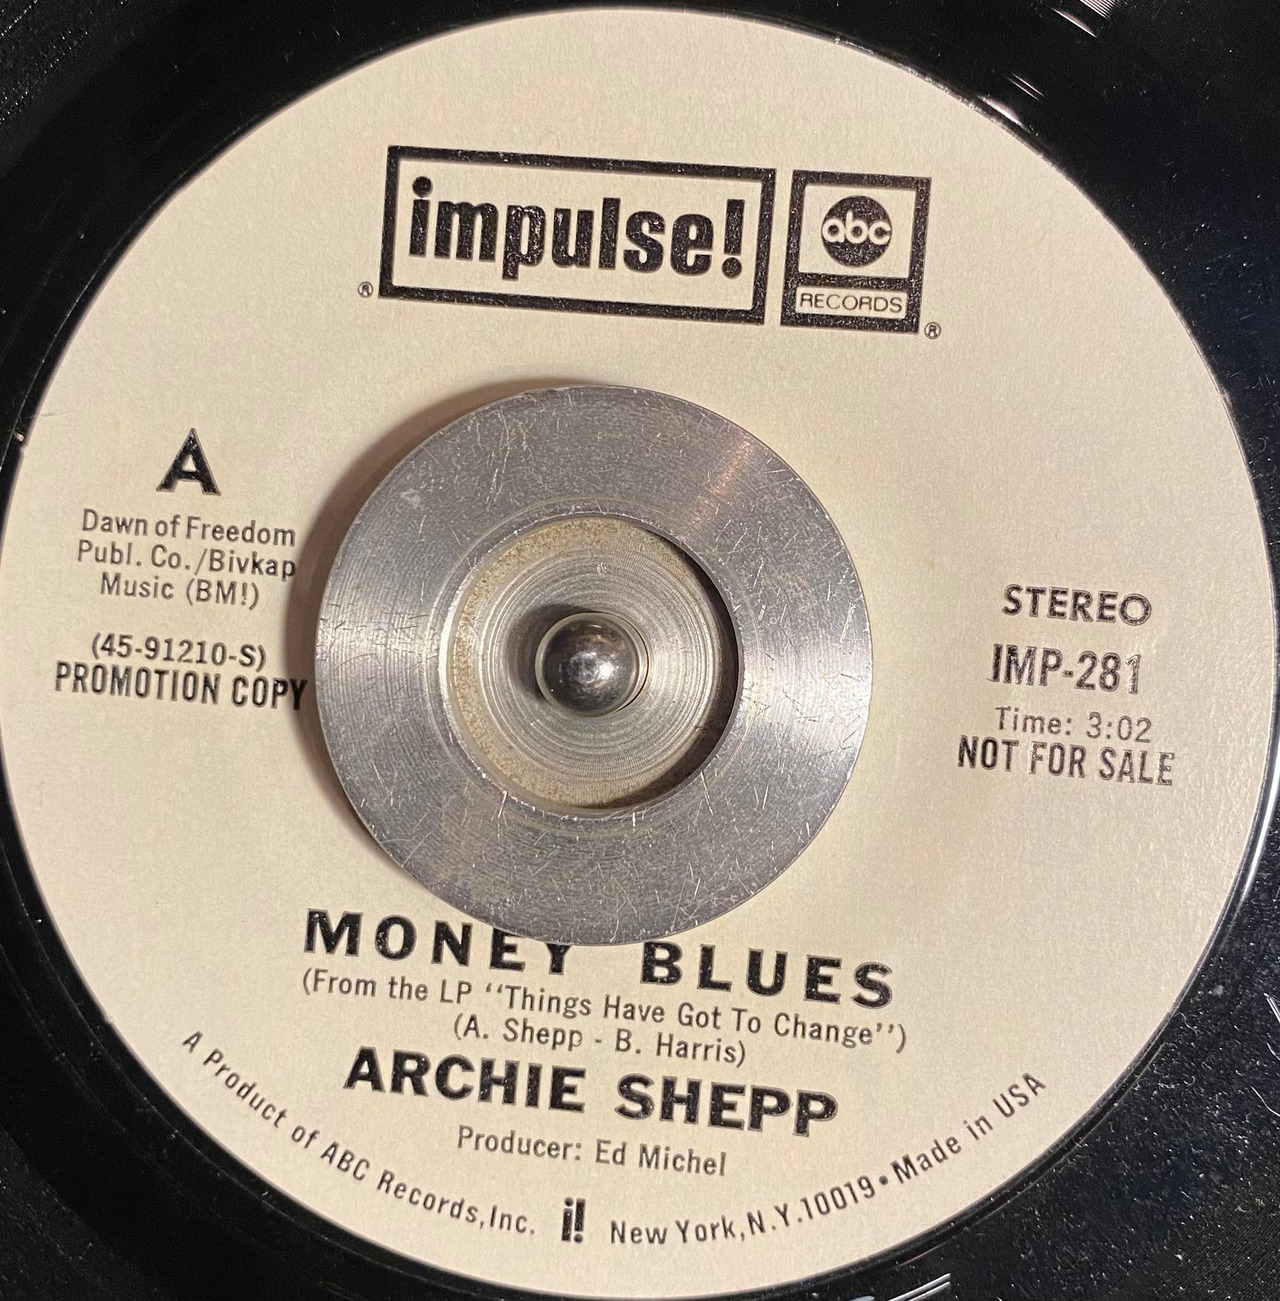 impulse!
abc
RECORDS
®
®
A
Dawn of Freedom
Publ. Co./Bivkap
Music (BM!)
(45-91210-S)
PROMOTION COPY
STEREO
IMP-281
Time: 3:02
NOT FOR SALE
MONEY BLUES
(From the LP “Things Have Got To Change”)
(A. Shepp - B. Harris)
ARCHIE SHEPP
Producer: Ed Michel
A Product of ABC Records, Inc. i! New York, N.Y. 10019 • Made in USA